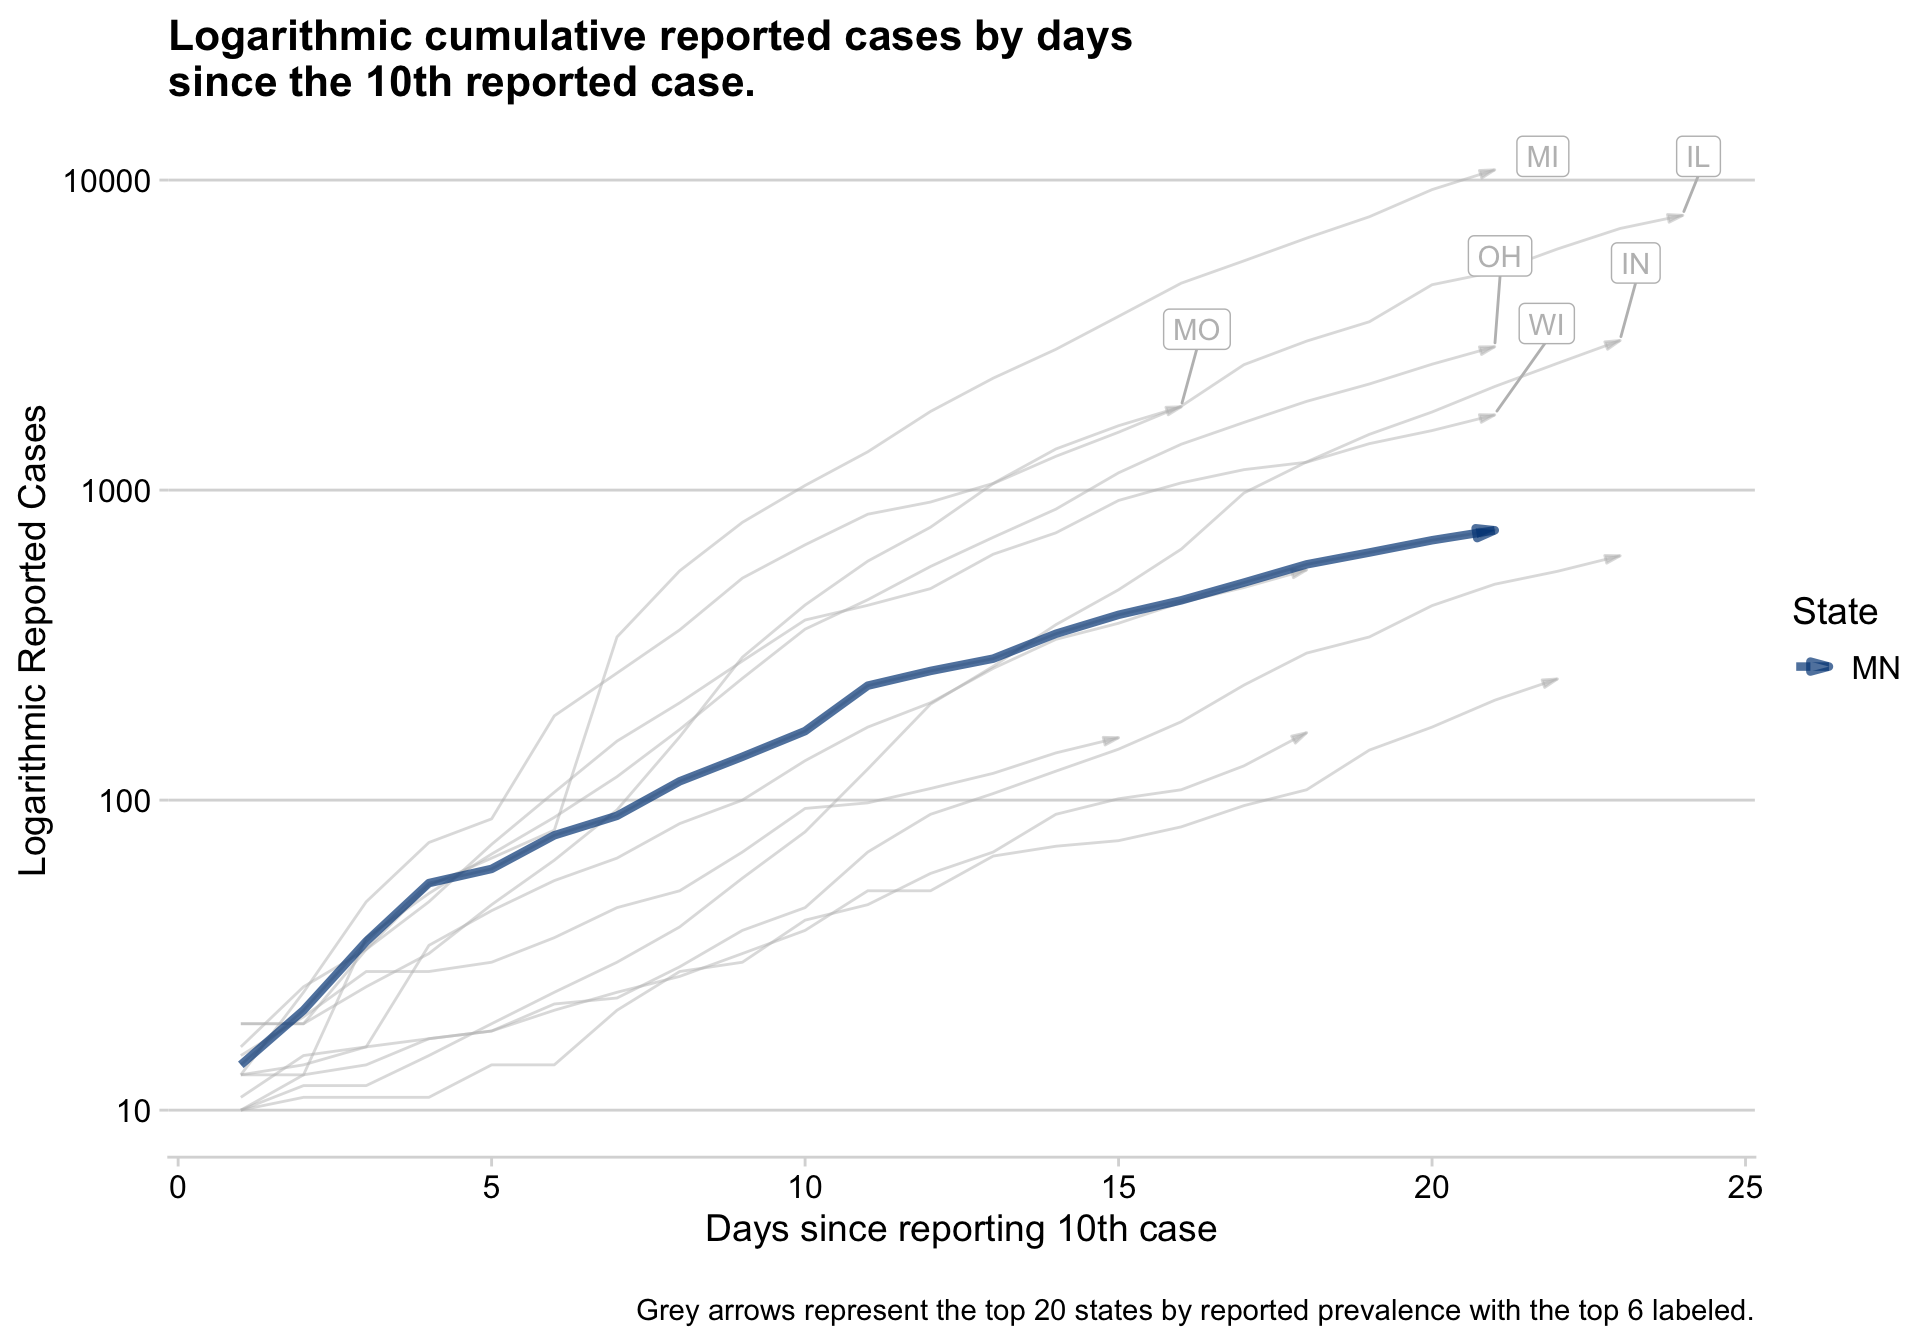 Logarithmic cumulative reported cases by days
since the 10th reported case.
MI
IL
10000
OH
IN
MO
WI
1000
100
10
Logarithmic Reported Cases
State
MN
0 5 10 15 20 25
Days since reporting 10th case
Grey arrows represent the top 20 states by reported prevalence with the top 6 labeled.